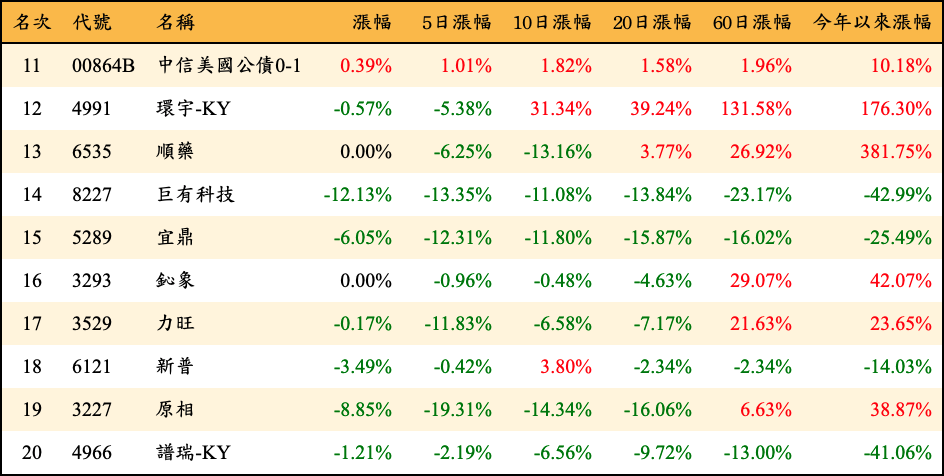 名次 代號 名稱 漲幅 5日漲幅 10日漲幅 20日漲幅 60日漲幅 今年以來漲幅
11 00864B 中信美國公債0-1 0.39% 1.01% 1.82% 1.58% 1.96% 10.18%
12 4991 環宇-KY -0.57% -5.38% 31.34% 39.24% 131.58% 176.30%
13 6535 順藥 0.00% -6.25% -13.16% 3.77% 26.92% 381.75%
14 8227 巨有科技 -12.13% -13.35% -11.08% -13.84% -23.17% -42.99%
15 5289 宜鼎 -6.05% -12.31% -11.80% -15.87% -16.02% -25.49%
16 3293 鈊象 0.00% -0.96% -0.48% -4.63% 29.07% 42.07%
17 3529 力旺 -0.17% -11.83% -6.58% -7.17% 21.63% 23.65%
18 6121 新普 -3.49% -0.42% 3.80% -2.34% -2.34% -14.03%
19 3227 原相 -8.85% -19.31% -14.34% -16.06% 6.63% 38.87%
20 4966 譜瑞-KY -1.21% -2.19% -6.56% -9.72% -13.00% -41.06%